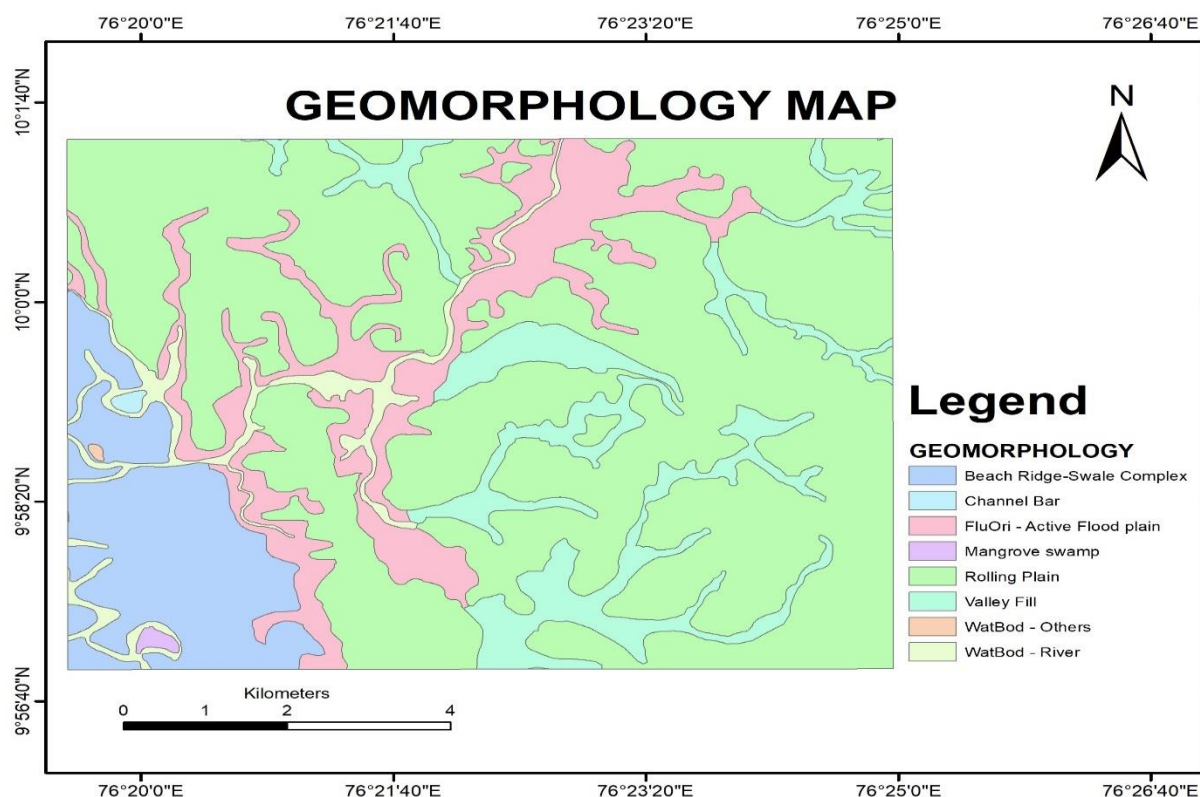 76°20'0"E 76°21'40"E 76°23'20"E 76°25'0"E 76°26'40"E
GEOMORPHOLOGY MAP
N
10°1'40"N
10°0'0"N
9°58'20"N
9°56'40"N
Legend
GEOMORPHOLOGY
Beach Ridge-Swale Complex
Channel Bar
FluOri - Active Flood plain
Mangrove swamp
Rolling Plain
Valley Fill
WatBod - Others
WatBod - River
Kilometers
0 1 2 4
76°20'0"E 76°21'40"E 76°23'20"E 76°25'0"E 76°26'40"E